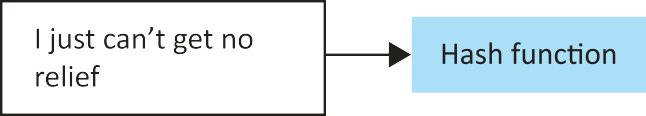 I just can’t get no
relief
Hash function